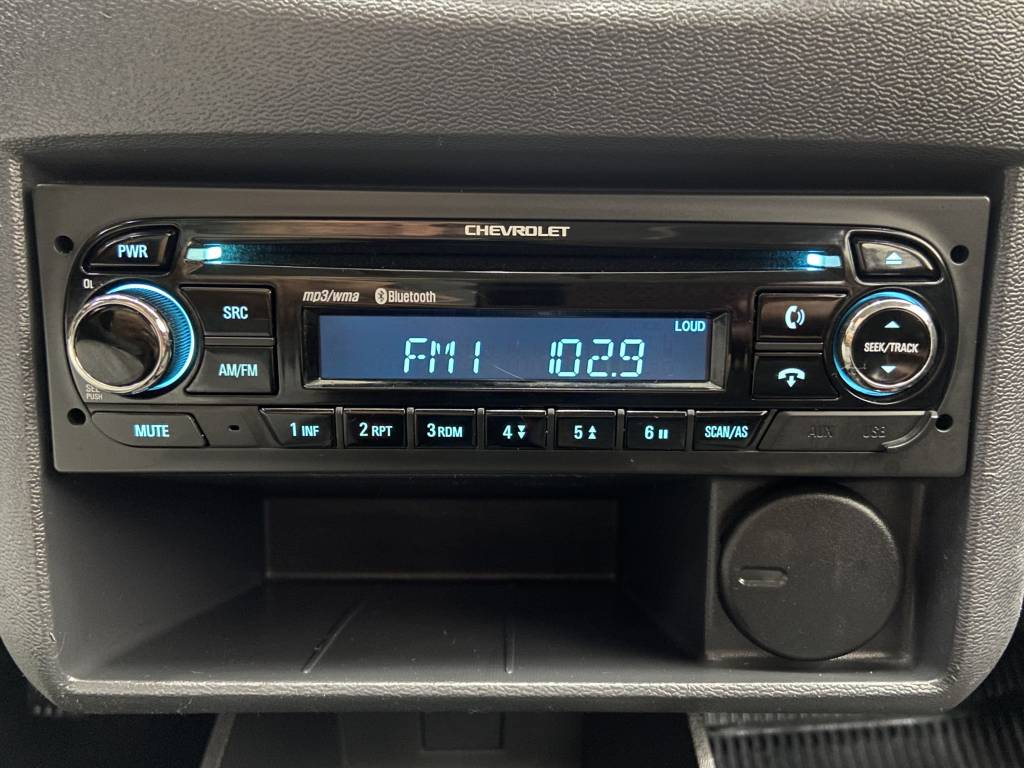 CHEVROLET
PWR
mp3/wma Bluetooth
SRC
AM/FM
LOUD
FM1 102.9
SEEK/TRACK
PUSH
MUTE
1 INF
2 RPT
3 RDM
4
5
6
SCAN/AS
AUX
USB